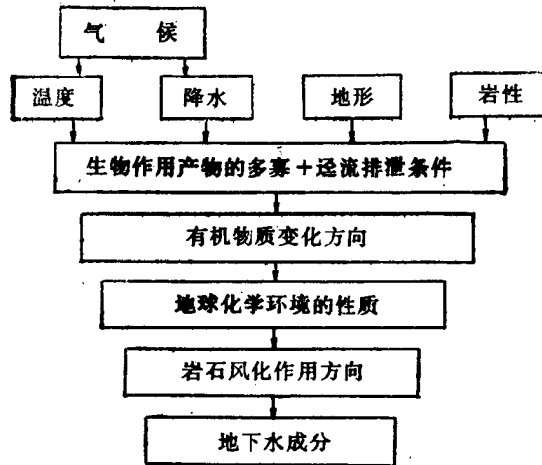 气 候
温度 降水 地形 岩性
生物作用产物的多寡+迳流排泄条件
有机物质变化方向
地球化学环境的性质
岩石风化作用方向
地下水成分